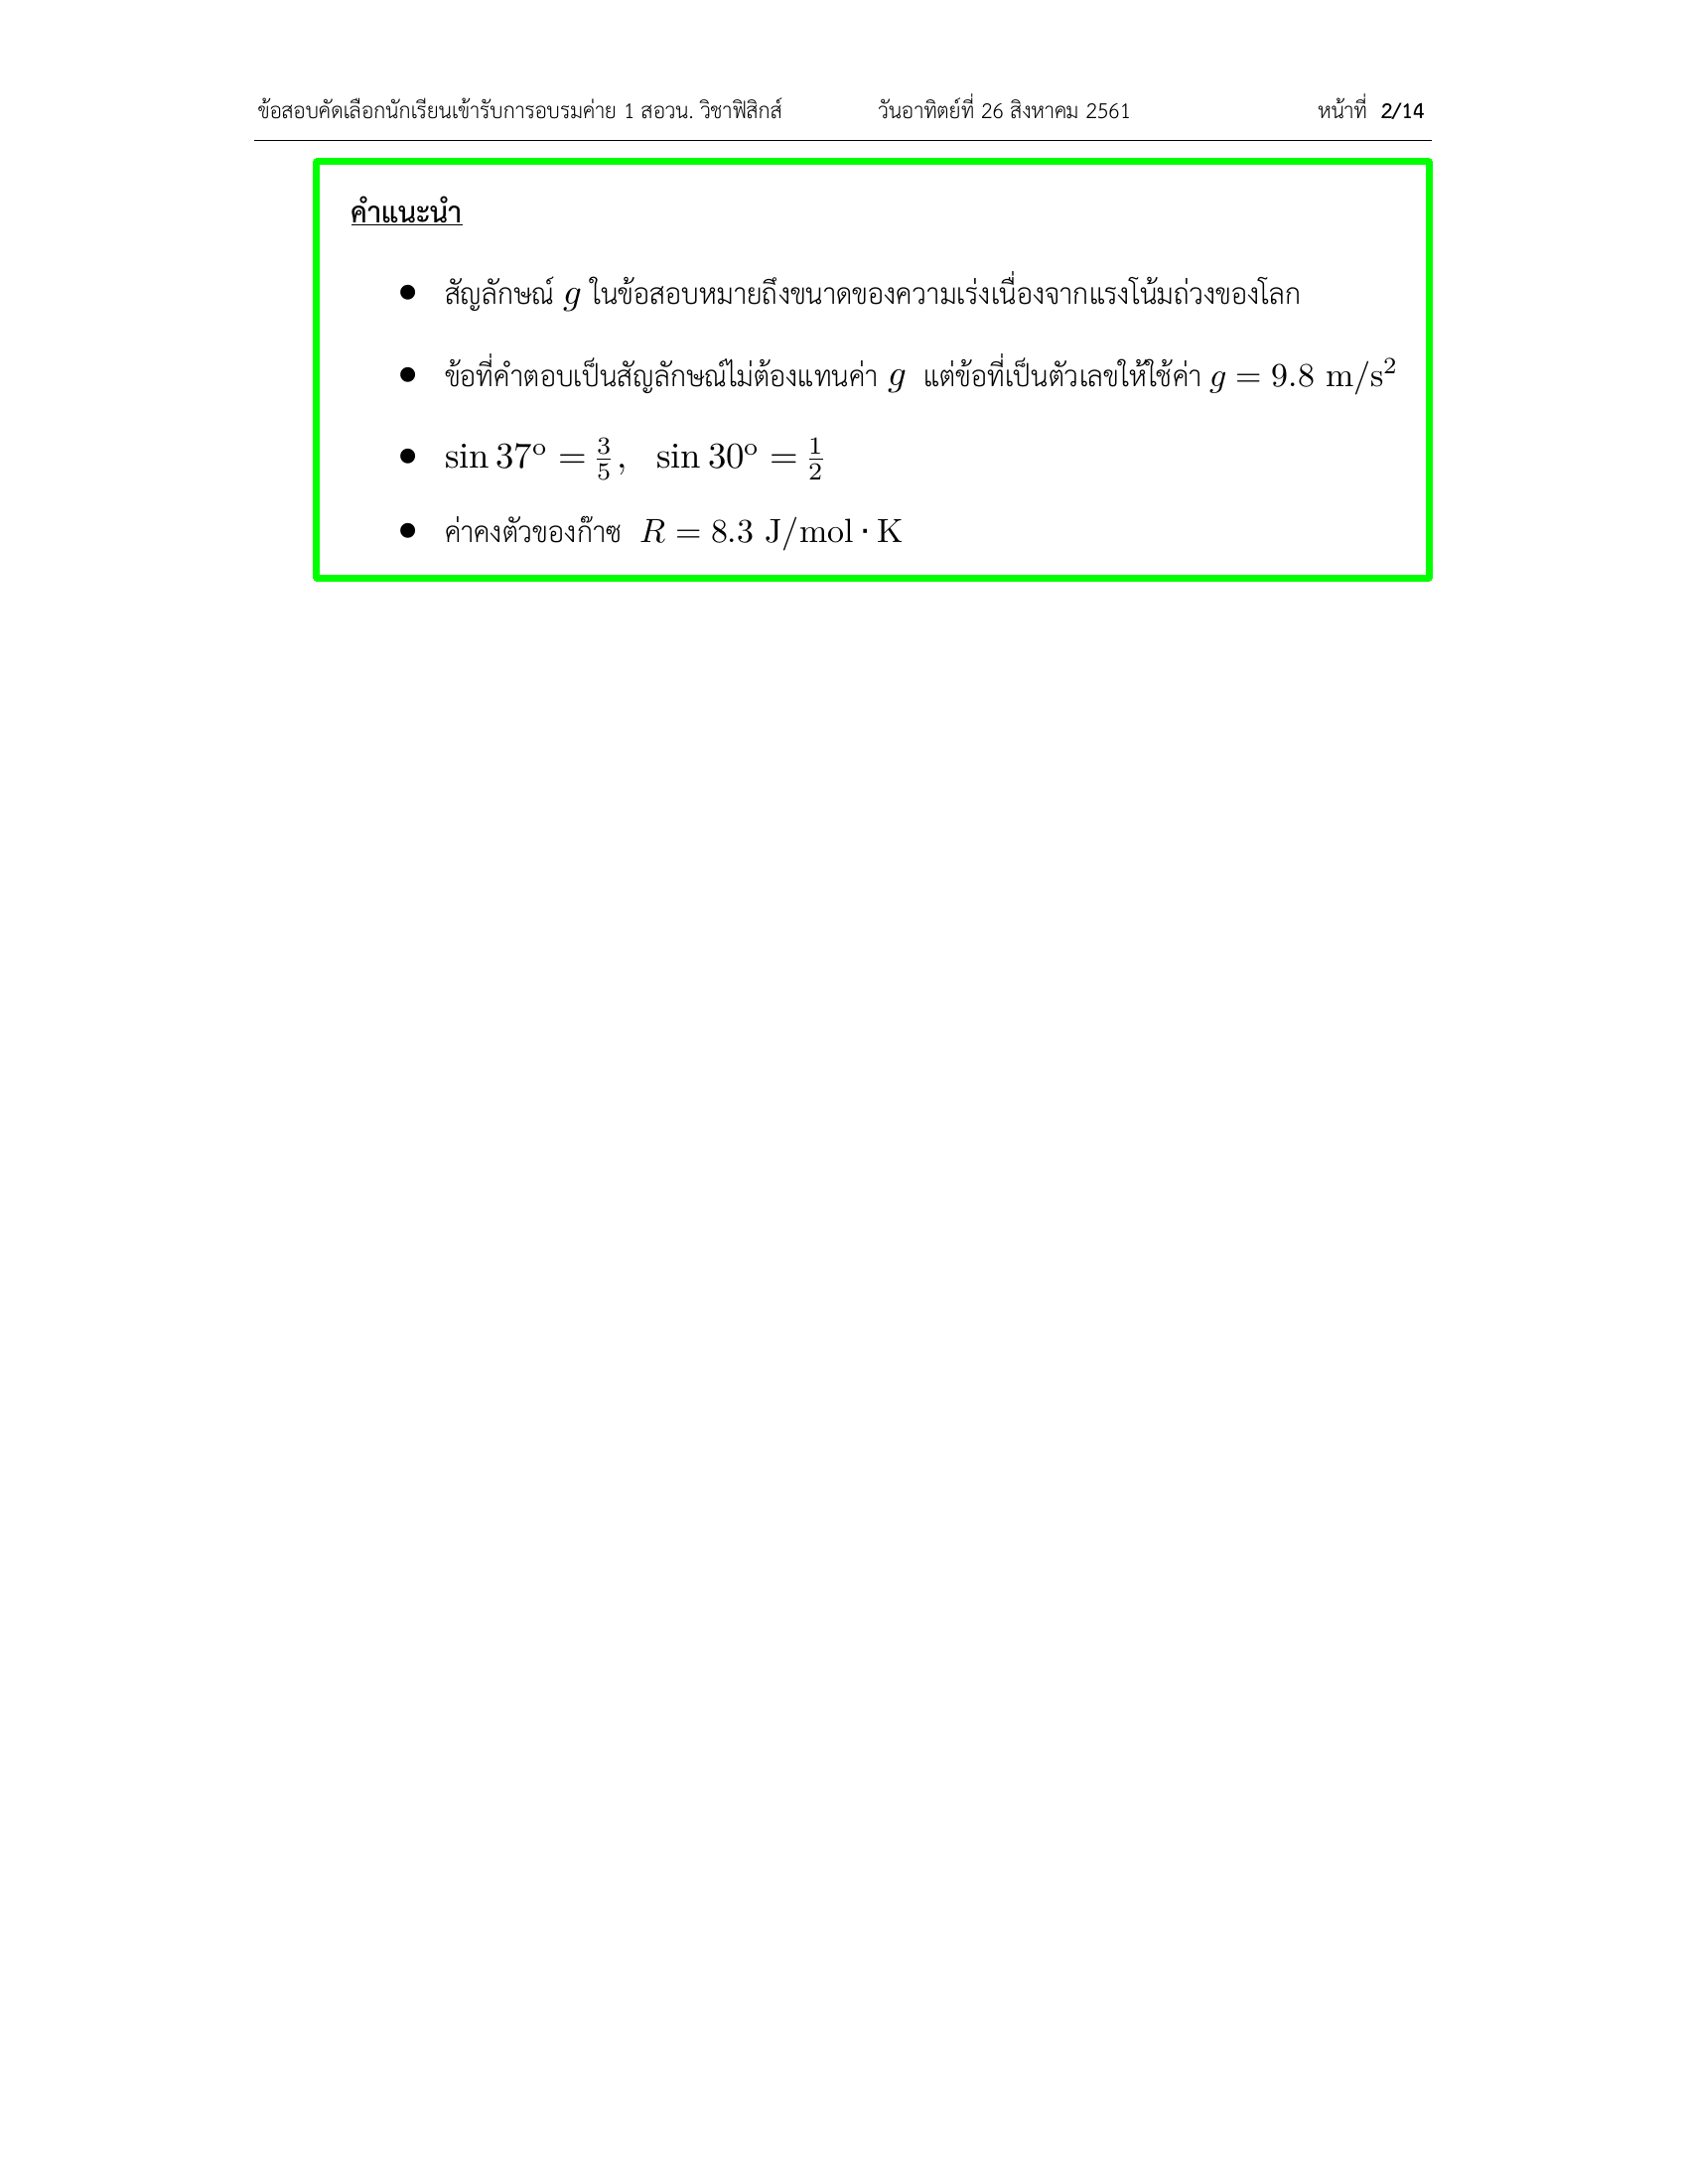 ข้อสอบคัดเลือกนักเรียนเข้ารับการอบรมค่าย 1 สอวน. วิชาฟิสิกส์ วันอาทิตย์ที่ 26 สิงหาคม 2561 หน้าที่ 2/14
คำแนะนำ
● สัญลักษณ์ g ในข้อสอบหมายถึงขนาดของความเร่งเนื่องจากแรงโน้มถ่วงของโลก
● ข้อที่คำตอบเป็นสัญลักษณ์ไม่ต้องแทนค่า g แต่ข้อที่เป็นตัวเลขให้ใช้ค่า g = 9.8 m/s²
● sin 37° = 3/5, sin 30° = 1/2
● ค่าคงตัวของก๊าซ R = 8.3 J/mol · K